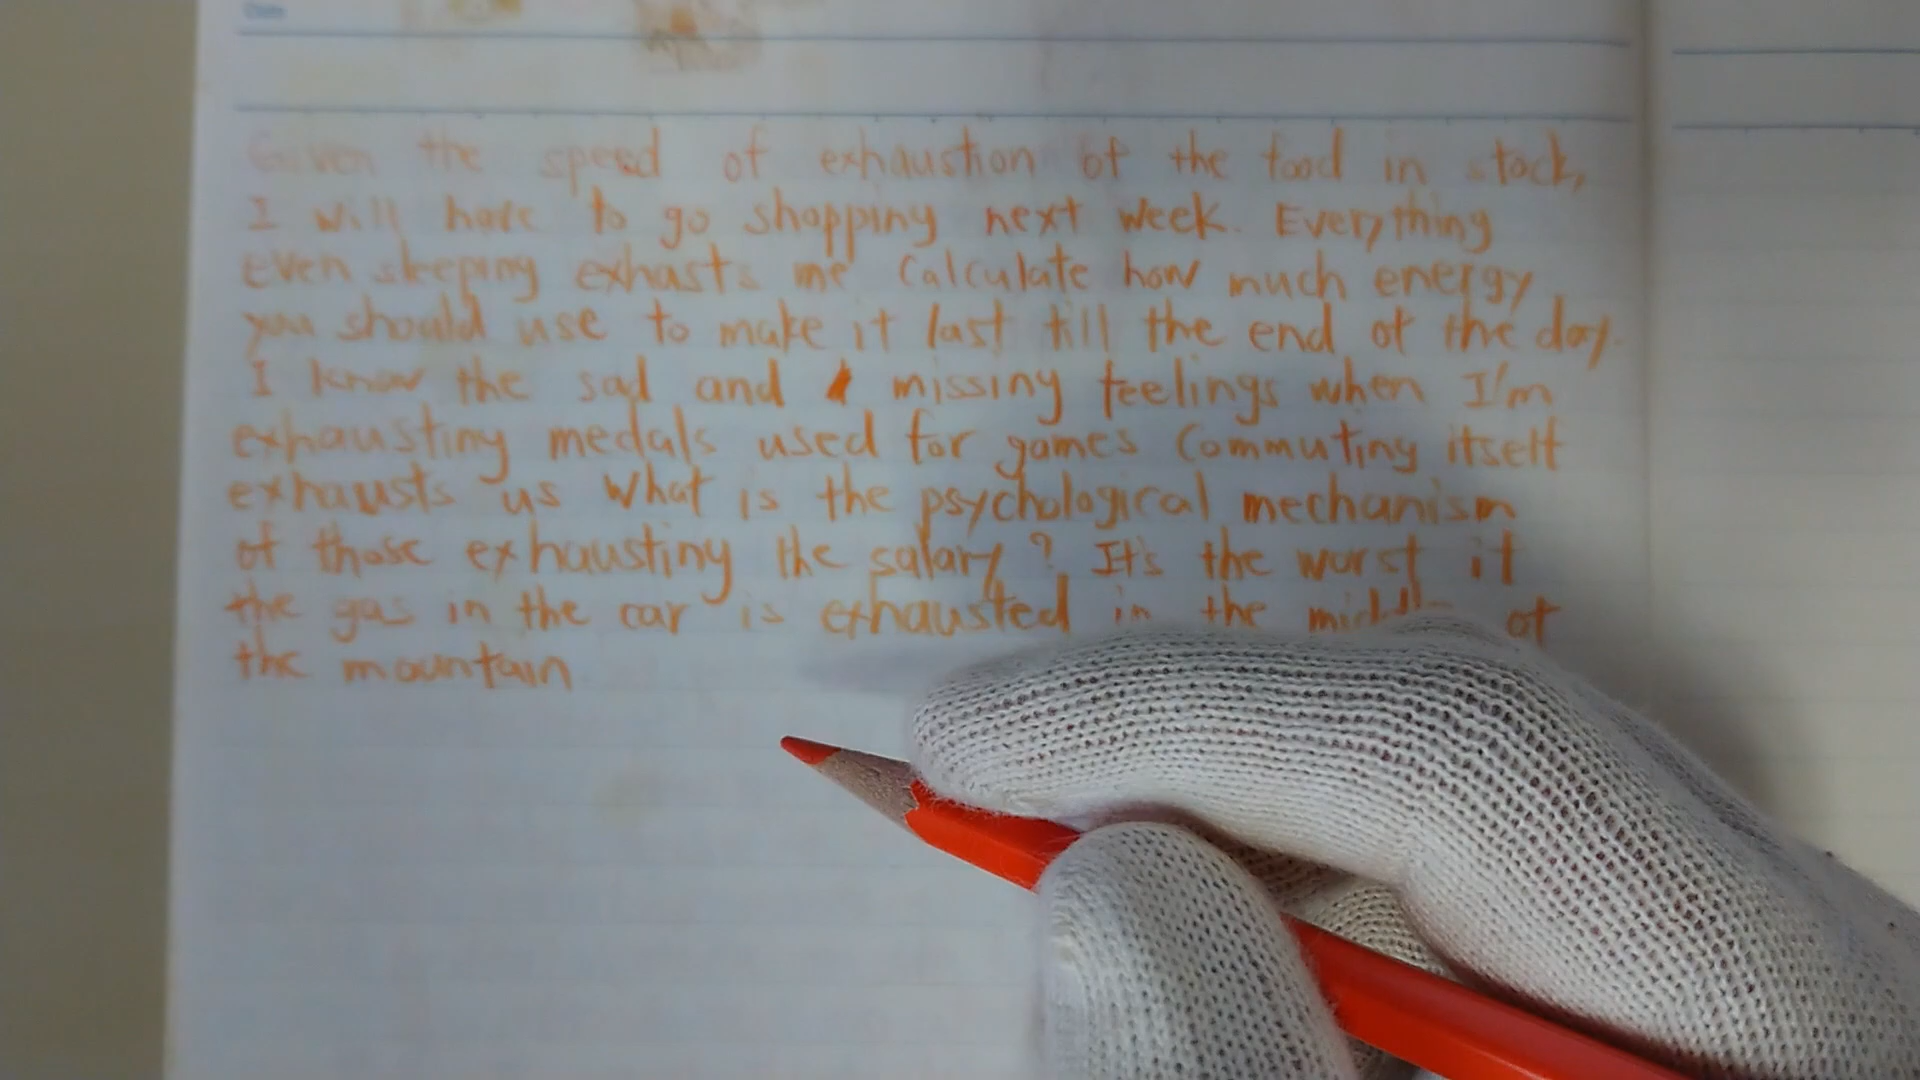 Date
Given the speed of exhaustion of the food in stock,
I will have to go shopping next week. Everything
even sleeping exhasts me Calculate how much energy
you should use to make it last till the end of the day.
I know the sad and missing feelings when I'm
exhausting medals used for games Commuting itself
exhausts us What is the psychological mechanism
of those exhausting the salary? It's the worst if
the gas in the car is exhausted in the middle of
the mountain